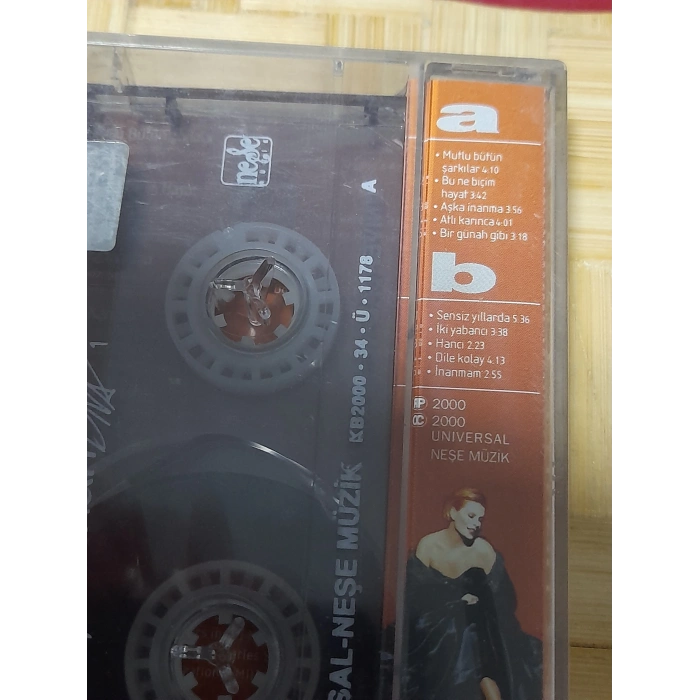 a
• Mutlu bütün
şarkılar 4:10
• Bu ne biçim
hayat 3:42
• Aşka inanma 3:56
• Atlı karınca 4:01
• Bir günah gibi 3:18
b
• Sensiz yıllarda 5:36
• İki yabancı 3:38
• Hancı 2:23
• Dile kolay 4:13
• İnanmam 2:55
Ⓟ 2000
© 2000
UNIVERSAL
NEŞE MÜZİK
neşe
A
KB2000 • 34 • Ü • 1178
SAL-NEŞE MÜZİK